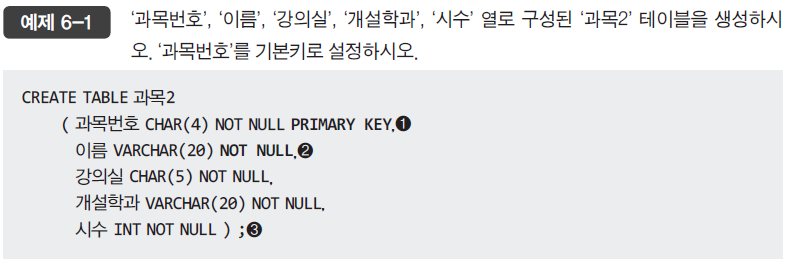 예제 6-1 ‘과목번호’, ‘이름’, ‘강의실’, ‘개설학과’, ‘시수’ 열로 구성된 ‘과목2’ 테이블을 생성하시
오. ‘과목번호’를 기본키로 설정하시오.
CREATE TABLE 과목2
( 과목번호 CHAR(4) NOT NULL PRIMARY KEY,❶
이름 VARCHAR(20) NOT NULL,❷
강의실 CHAR(5) NOT NULL,
개설학과 VARCHAR(20) NOT NULL,
시수 INT NOT NULL ) ;❸